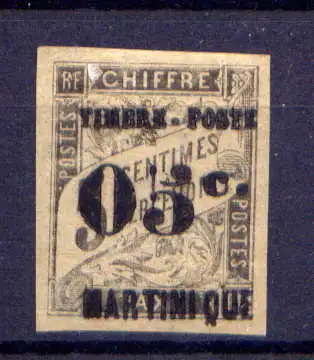 RF CHIFFRE
TIMBRE-POSTE
POSTES
CENTIMES
05 c.
POSTES
MARTINIQUE